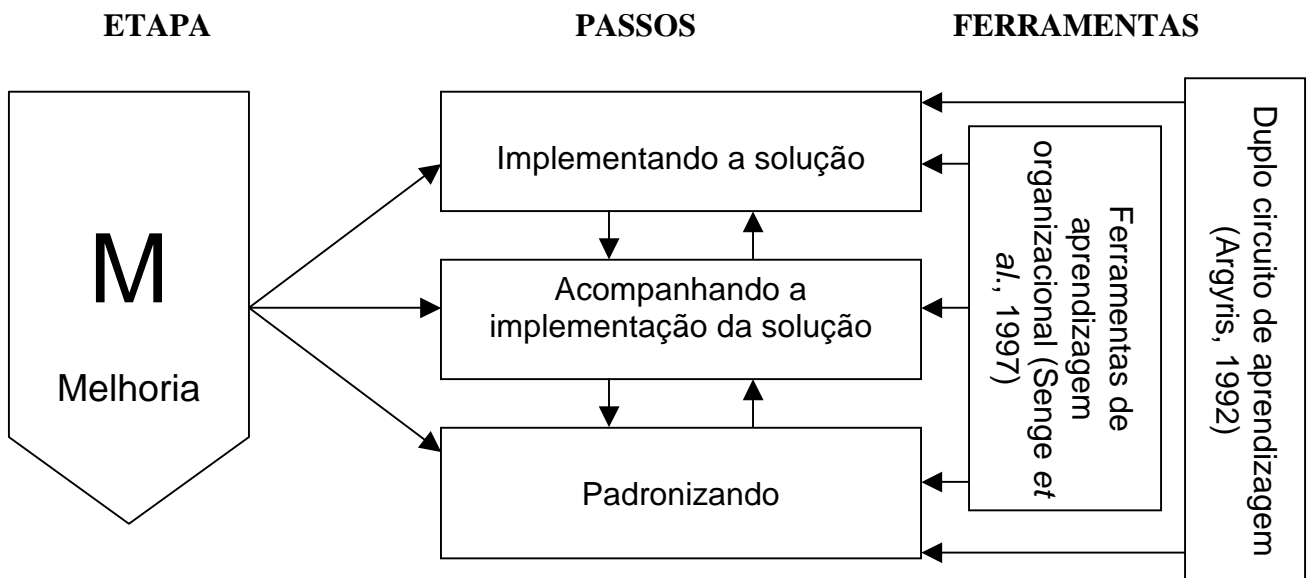 ETAPA
PASSOS
FERRAMENTAS
M
Melhoria
Implementando a solução
Acompanhando a
implementação da solução
Padronizando
Ferramentas de
aprendizagem
organizacional (Senge et
al., 1997)
Duplo circuito de aprendizagem
(Argyris, 1992)